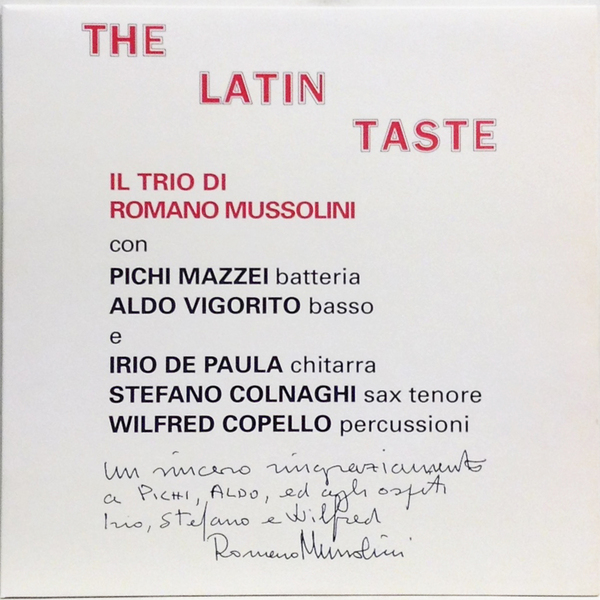 THE
LATIN
TASTE
IL TRIO DI
ROMANO MUSSOLINI
con
PICHI MAZZEI batteria
ALDO VIGORITO basso
e
IRIO DE PAULA chitarra
STEFANO COLNAGHI sax tenore
WILFRED COPELLO percussioni
un sincero ringraziamento
a PICHI, ALDO, ed agli ospiti
Irio, Stefano e Wilfred
Romano Mussolini